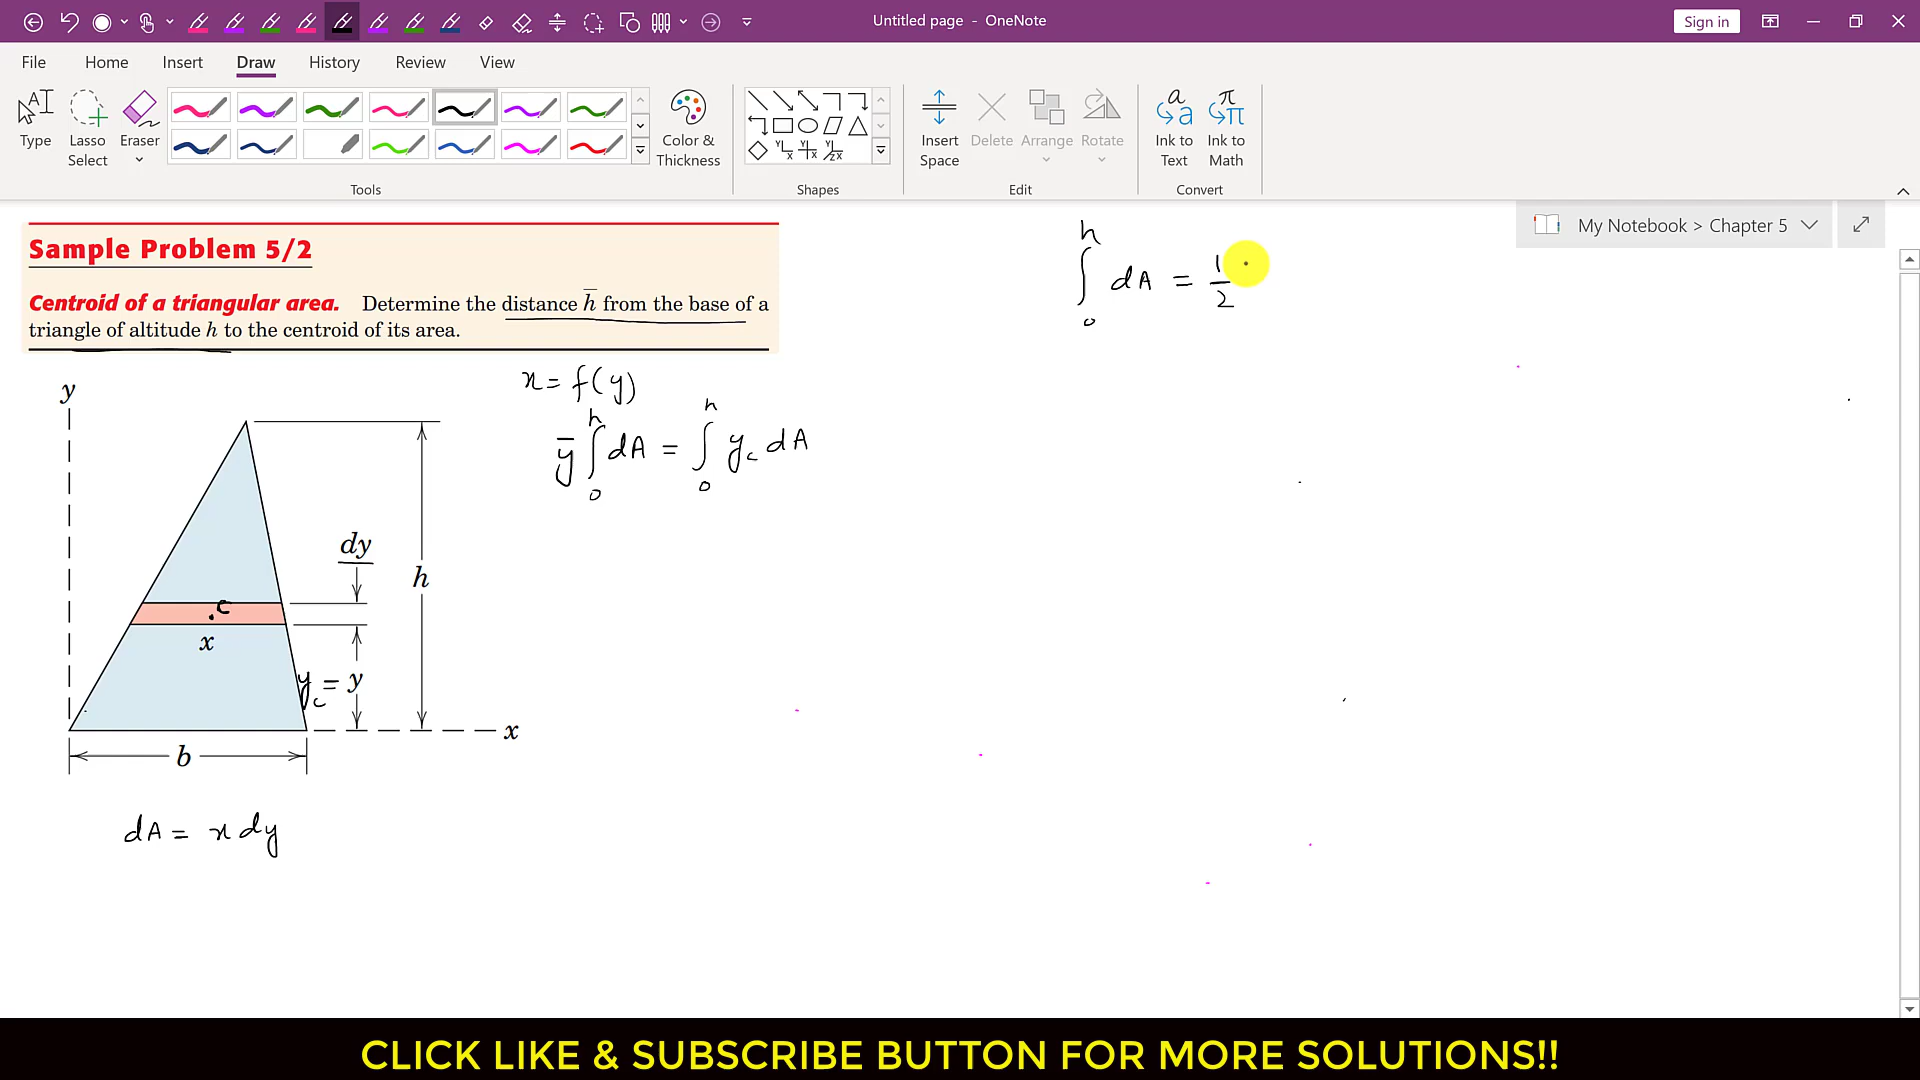 Untitled page - OneNote
Sign in
File Home Insert Draw History Review View
Type
Lasso Select
Eraser
Color & Thickness
Insert Space
Delete
Arrange
Rotate
Ink to Text
Ink to Math
Tools
Shapes
Edit
Convert
My Notebook > Chapter 5
Sample Problem 5/2
Centroid of a triangular area. Determine the distance h̅ from the base of a
triangle of altitude h to the centroid of its area.
∫₀ʰ dA = 1/2
x = f(y)
y̅ ∫₀ʰ dA = ∫₀ʰ y_c dA
y
dy
h
c
x
y_c = y
x
b
dA = x dy
CLICK LIKE & SUBSCRIBE BUTTON FOR MORE SOLUTIONS!!